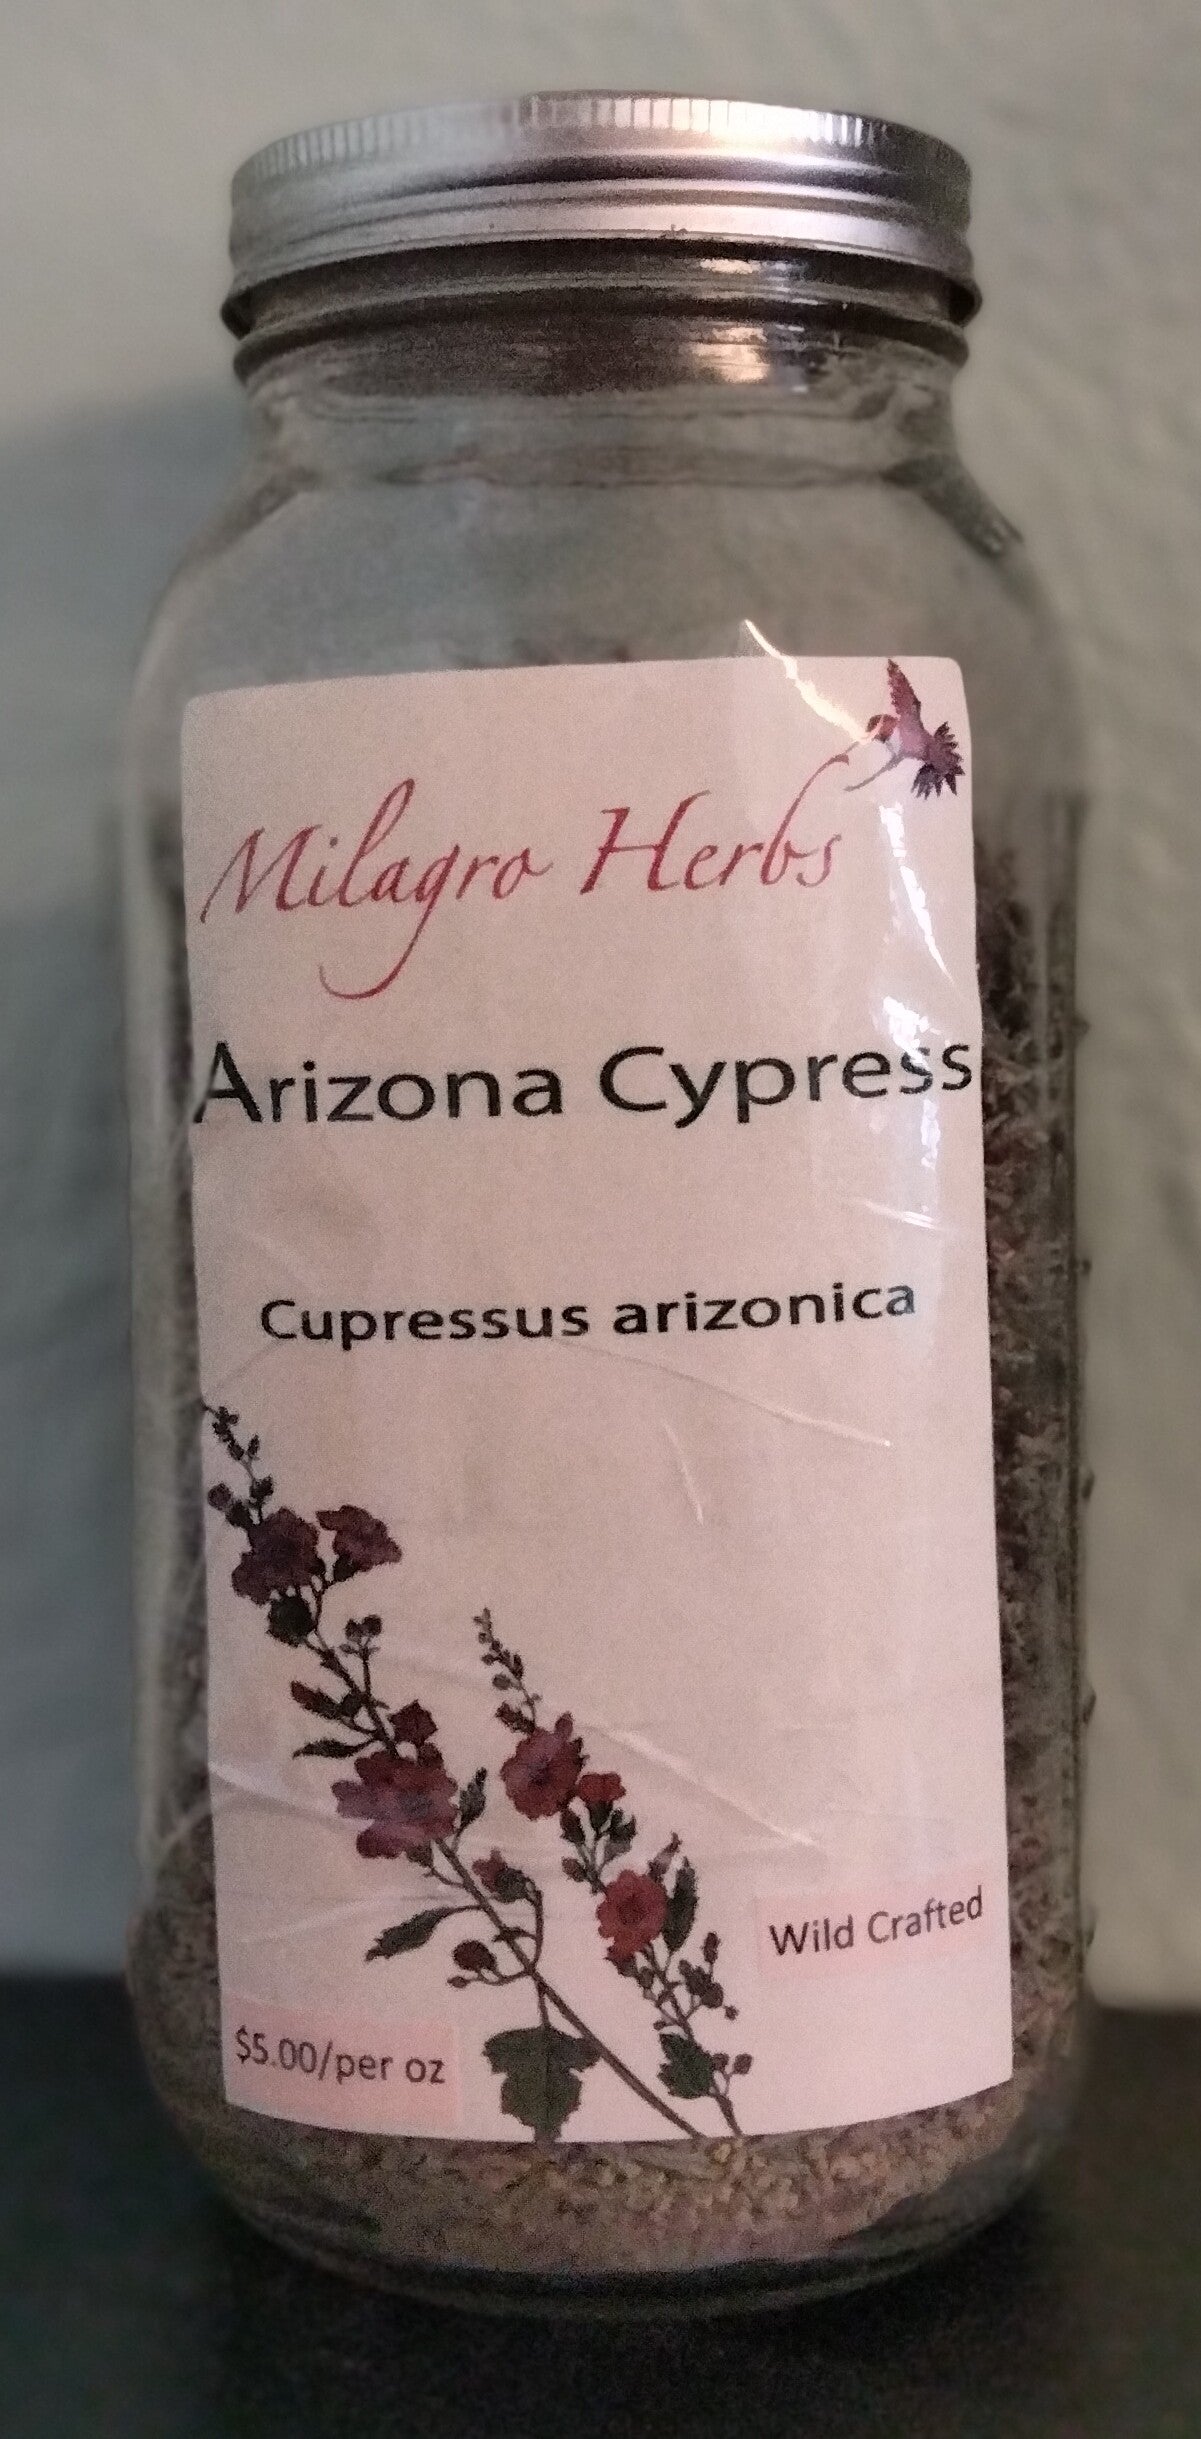 Milagro Herbs
Arizona Cypress
Cupressus arizonica
Wild Crafted
$5.00/per oz